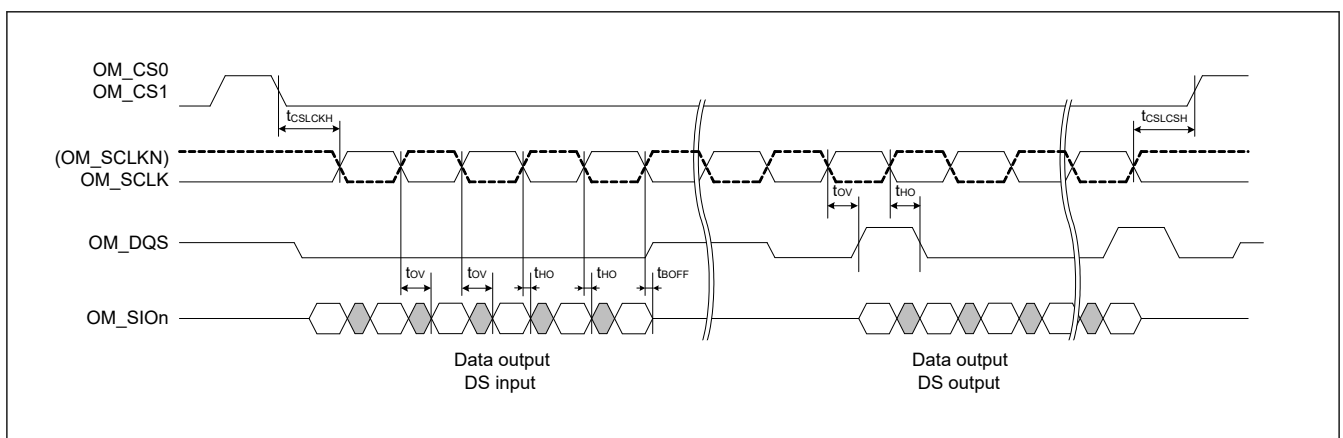 OM_CS0
OM_CS1
tCSLCKH
tCSLCSH
(OM_SCLKN)
OM_SCLK
tOV
tHO
OM_DQS
tOV
tOV
tHO
tHO
tBOFF
OM_SIOn
Data output
DS input
Data output
DS output